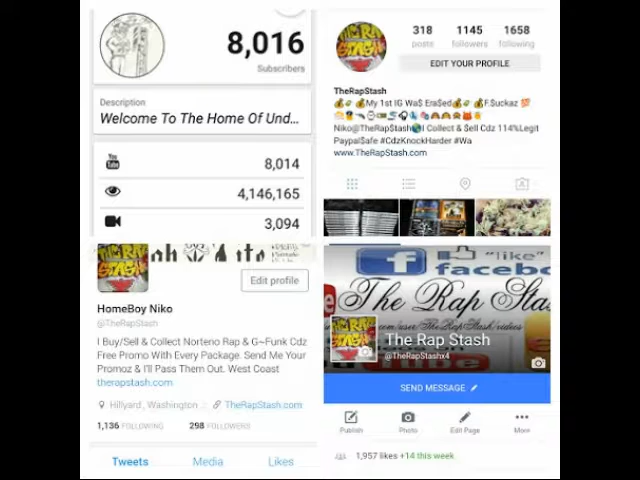 8,016
Subscribers
Description
Welcome To The Home Of Und...
You
Tube
8,014
4,146,165
3,094
318
posts
1145
followers
1658
following
EDIT YOUR PROFILE
TheRapStash
My 1st IG Wa$ Era$ed F.$uckaz 💯
Niko@TheRap$tash I Collect & $ell Cdz 114%Legit
Paypal$afe #CdzKnockHarder #Wa
www.TheRapStash.com
Edit profile
HomeBoy Niko
@TheRapStash
I Buy/Sell & Collect Norteno Rap & G~Funk Cdz
Free Promo With Every Package. Send Me Your
Promoz & I'll Pass Them Out. West Coast
therapstash.com
Hillyard, Washington
TheRapStash.com
1,136 FOLLOWING
298 FOLLOWERS
Tweets
Media
Likes
"like"
facebo
The Rap Stas
The Rap Stash
@TheRapStashx4
SEND MESSAGE
Publish
Photo
Edit Page
More
1,957 likes +14 this week